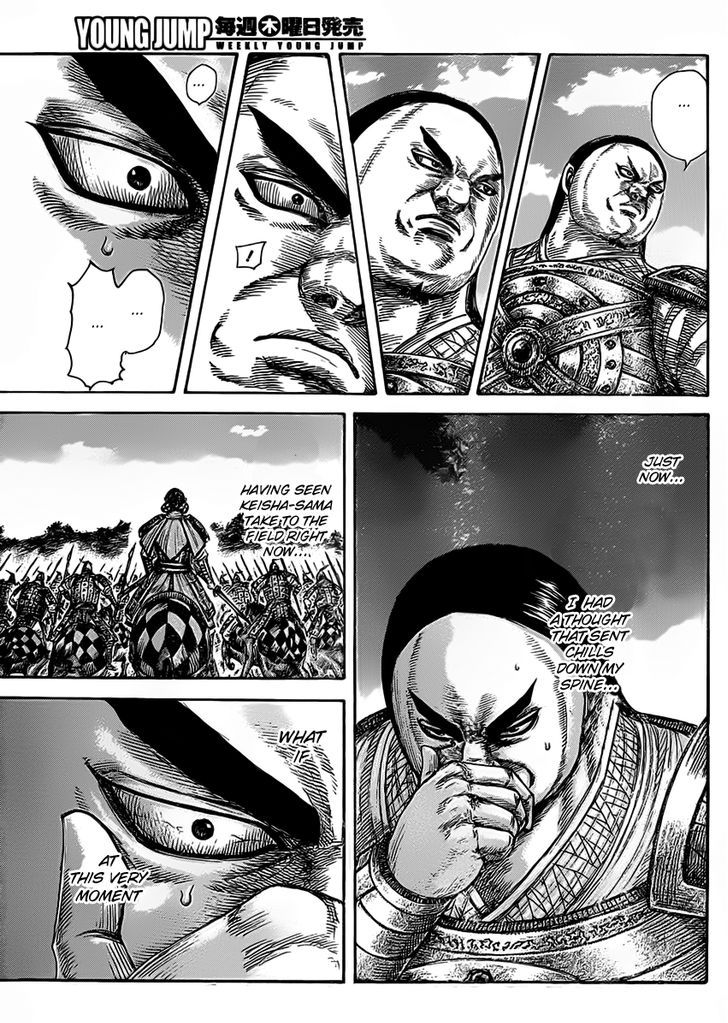 YOUNG JUMP 毎週木曜日発売
WEEKLY YOUNG JUMP
...
!
...
...
...
JUST
NOW...
I HAD
A THOUGHT
THAT SENT
CHILLS
DOWN MY
SPINE...
HAVING SEEN
KEISHA-SAMA
TAKE TO THE
FIELD RIGHT
NOW...
WHAT
IF
AT
THIS VERY
MOMENT